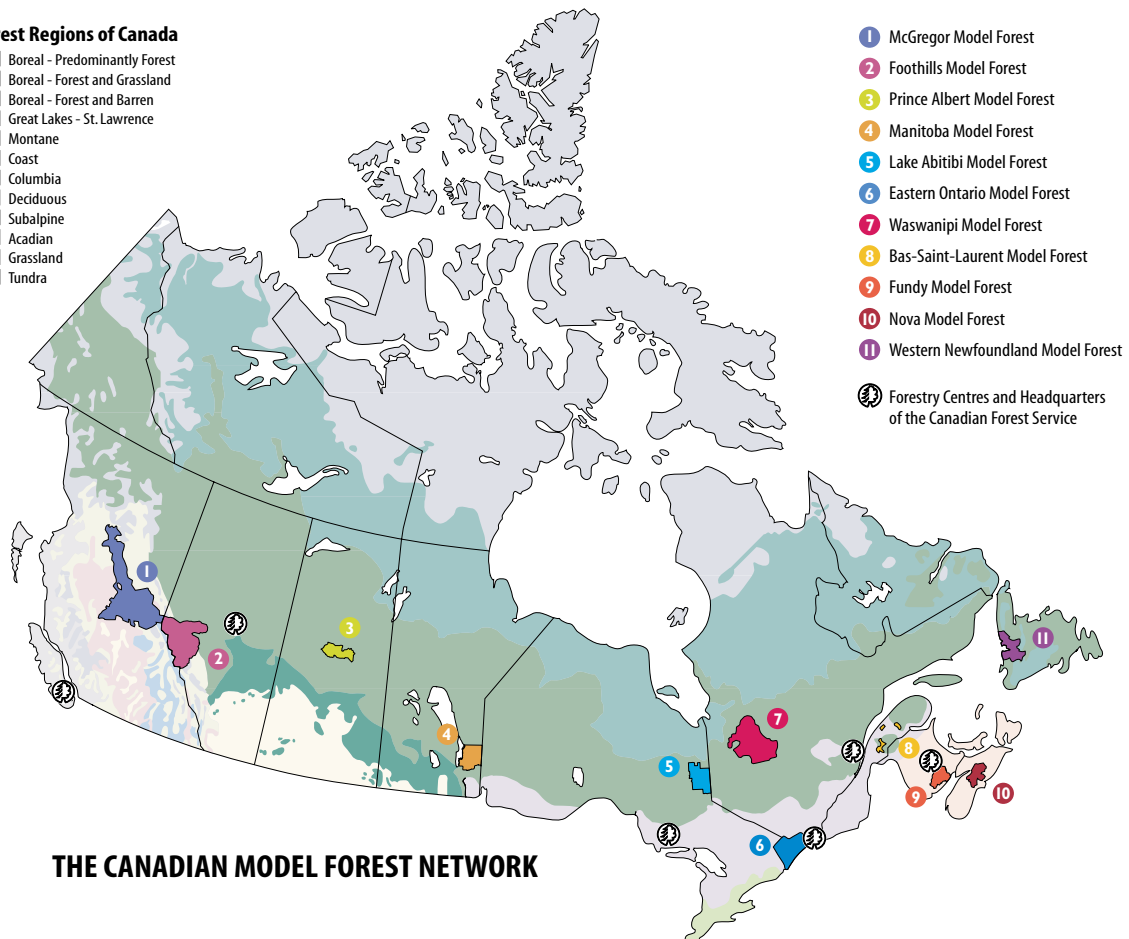 rest Regions of Canada
Boreal - Predominantly Forest
Boreal - Forest and Grassland
Boreal - Forest and Barren
Great Lakes - St. Lawrence
Montane
Coast
Columbia
Deciduous
Subalpine
Acadian
Grassland
Tundra
1 McGregor Model Forest
2 Foothills Model Forest
3 Prince Albert Model Forest
4 Manitoba Model Forest
5 Lake Abitibi Model Forest
6 Eastern Ontario Model Forest
7 Waswanipi Model Forest
8 Bas-Saint-Laurent Model Forest
9 Fundy Model Forest
10 Nova Model Forest
11 Western Newfoundland Model Forest
Forestry Centres and Headquarters
of the Canadian Forest Service
1
2
3
4
5
6
7
8
9
10
11
THE CANADIAN MODEL FOREST NETWORK